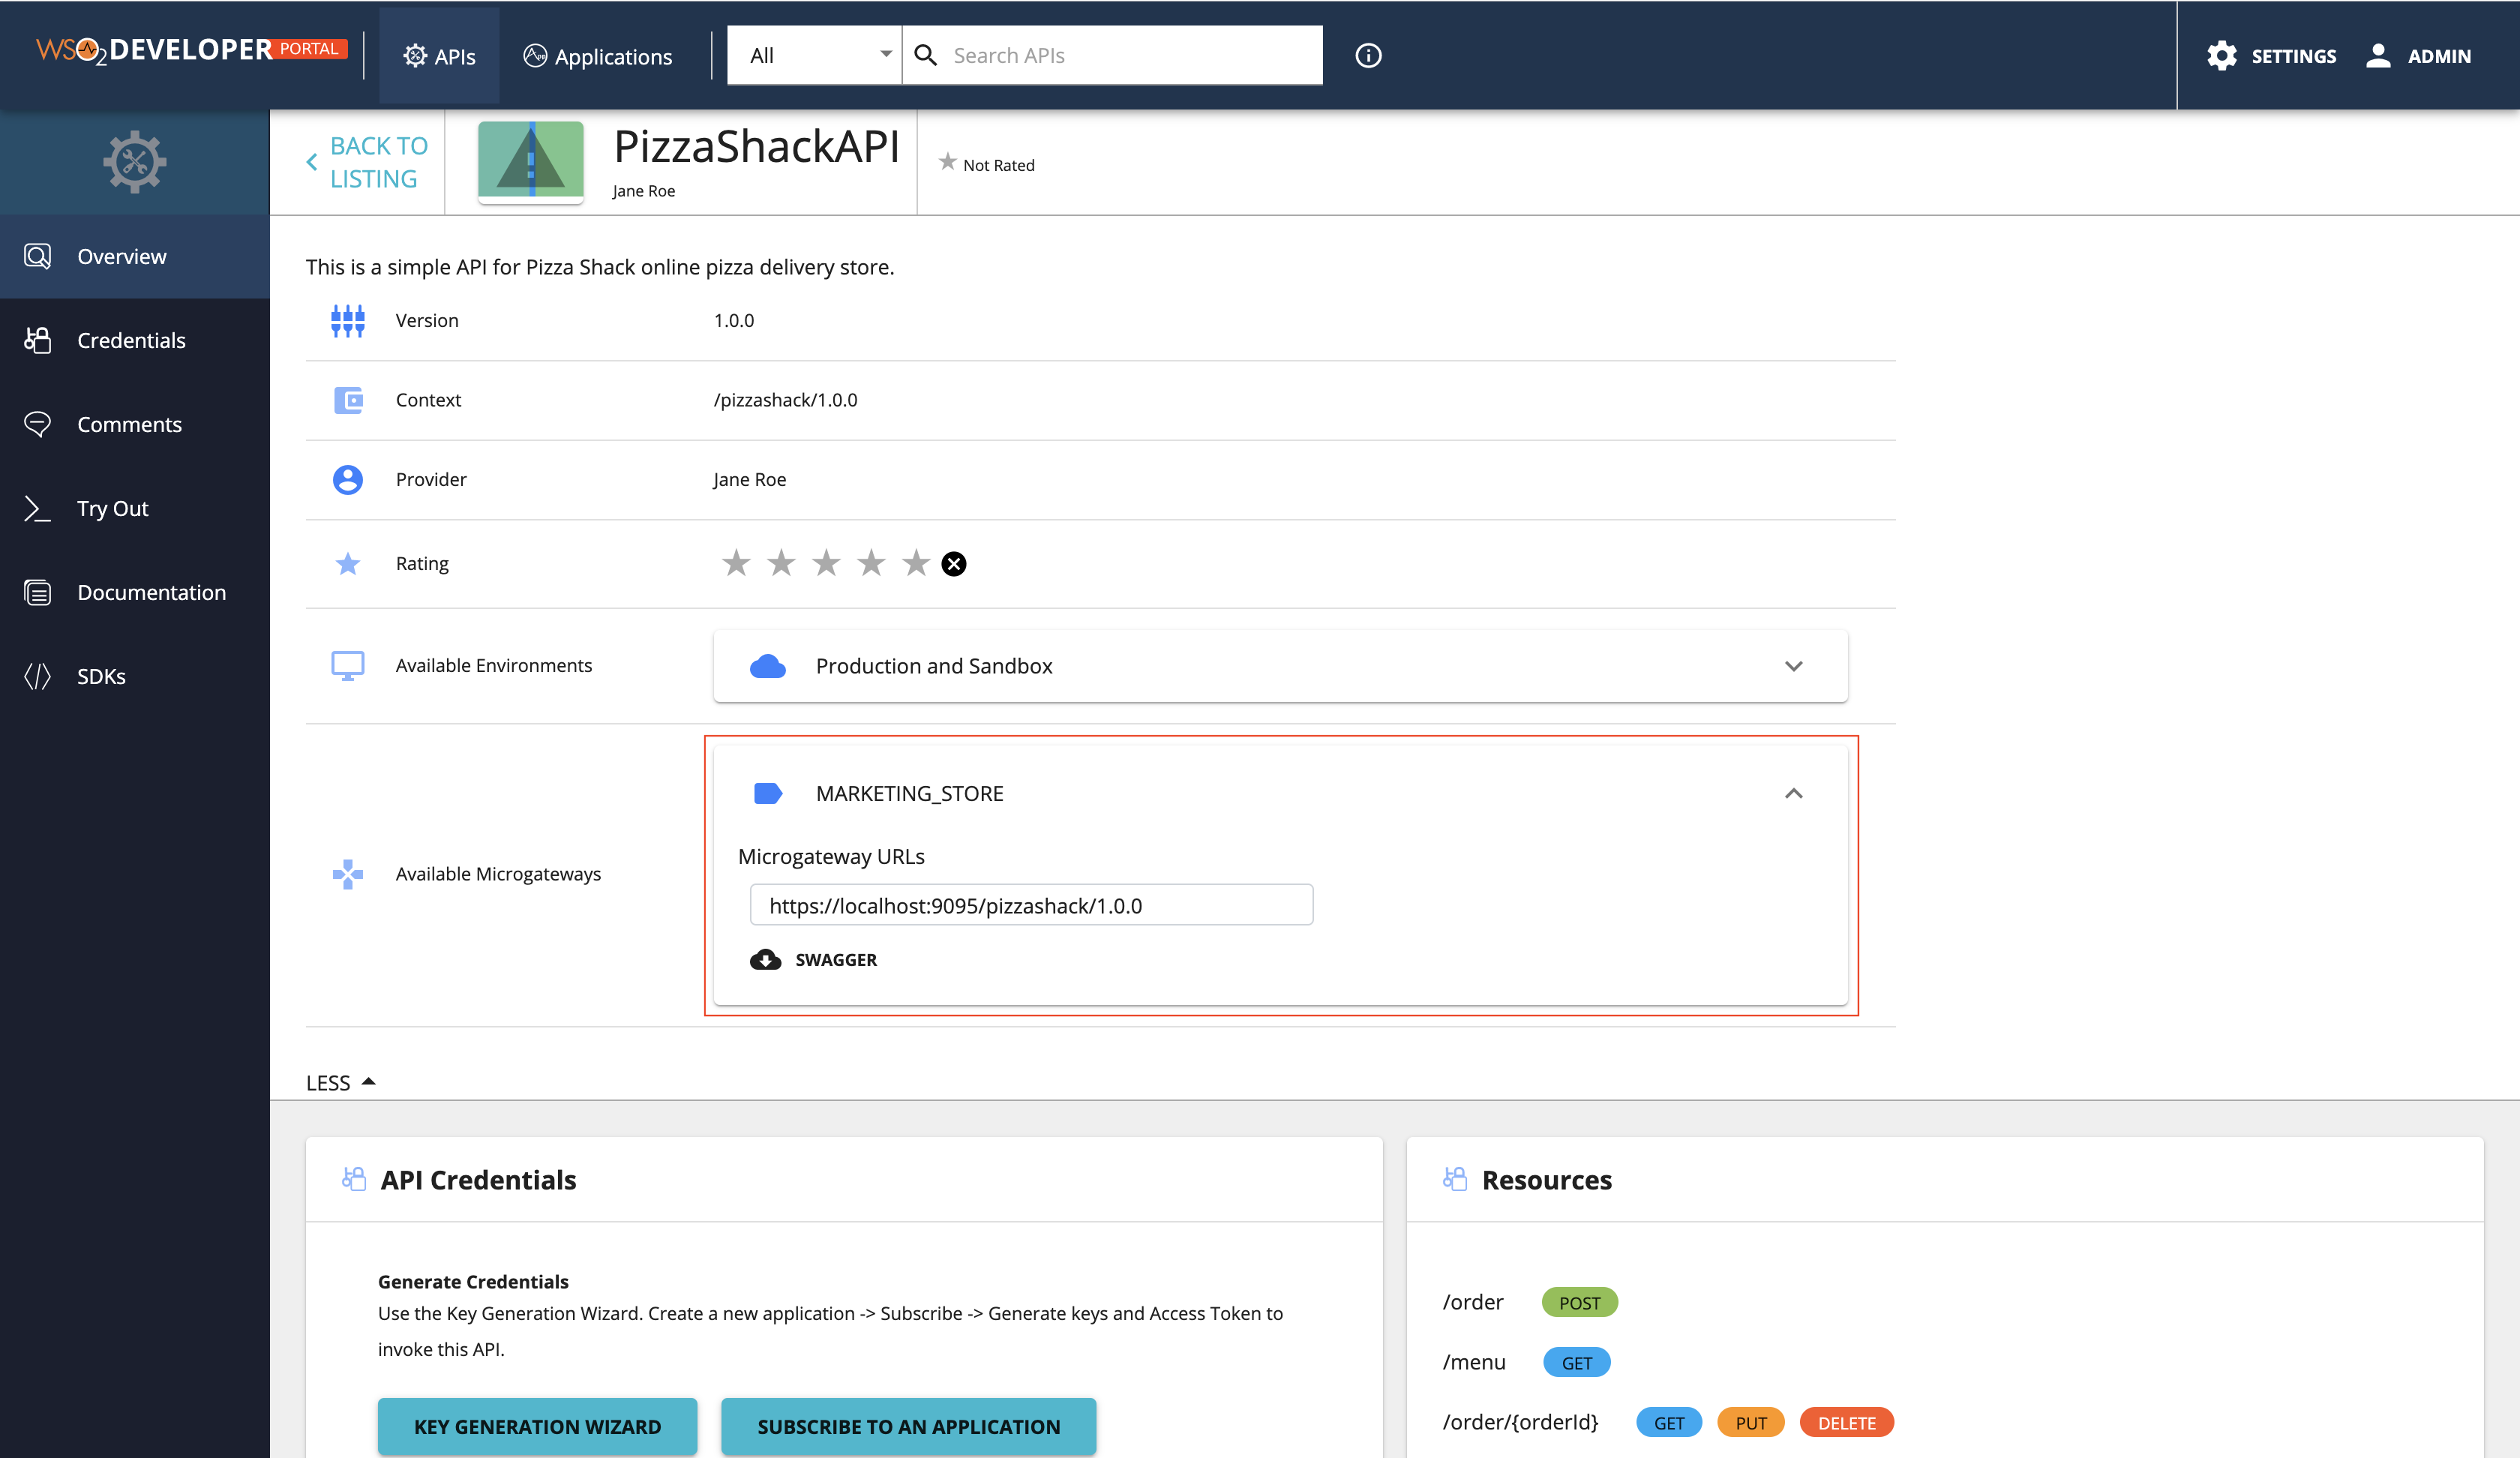 WSO2 DEVELOPER PORTAL
APIs
Applications
All
Search APIs
SETTINGS
ADMIN
BACK TO
LISTING
PizzaShackAPI
Jane Roe
Not Rated
Overview
Credentials
Comments
Try Out
Documentation
SDKs
This is a simple API for Pizza Shack online pizza delivery store.
Version 1.0.0
Context /pizzashack/1.0.0
Provider Jane Roe
Rating
Available Environments Production and Sandbox
MARKETING_STORE
Microgateway URLs
Available Microgateways
https://localhost:9095/pizzashack/1.0.0
SWAGGER
LESS
API Credentials
Generate Credentials
Use the Key Generation Wizard. Create a new application -> Subscribe -> Generate keys and Access Token to
invoke this API.
KEY GENERATION WIZARD SUBSCRIBE TO AN APPLICATION
Resources
/order POST
/menu GET
/order/{orderId} GET PUT DELETE